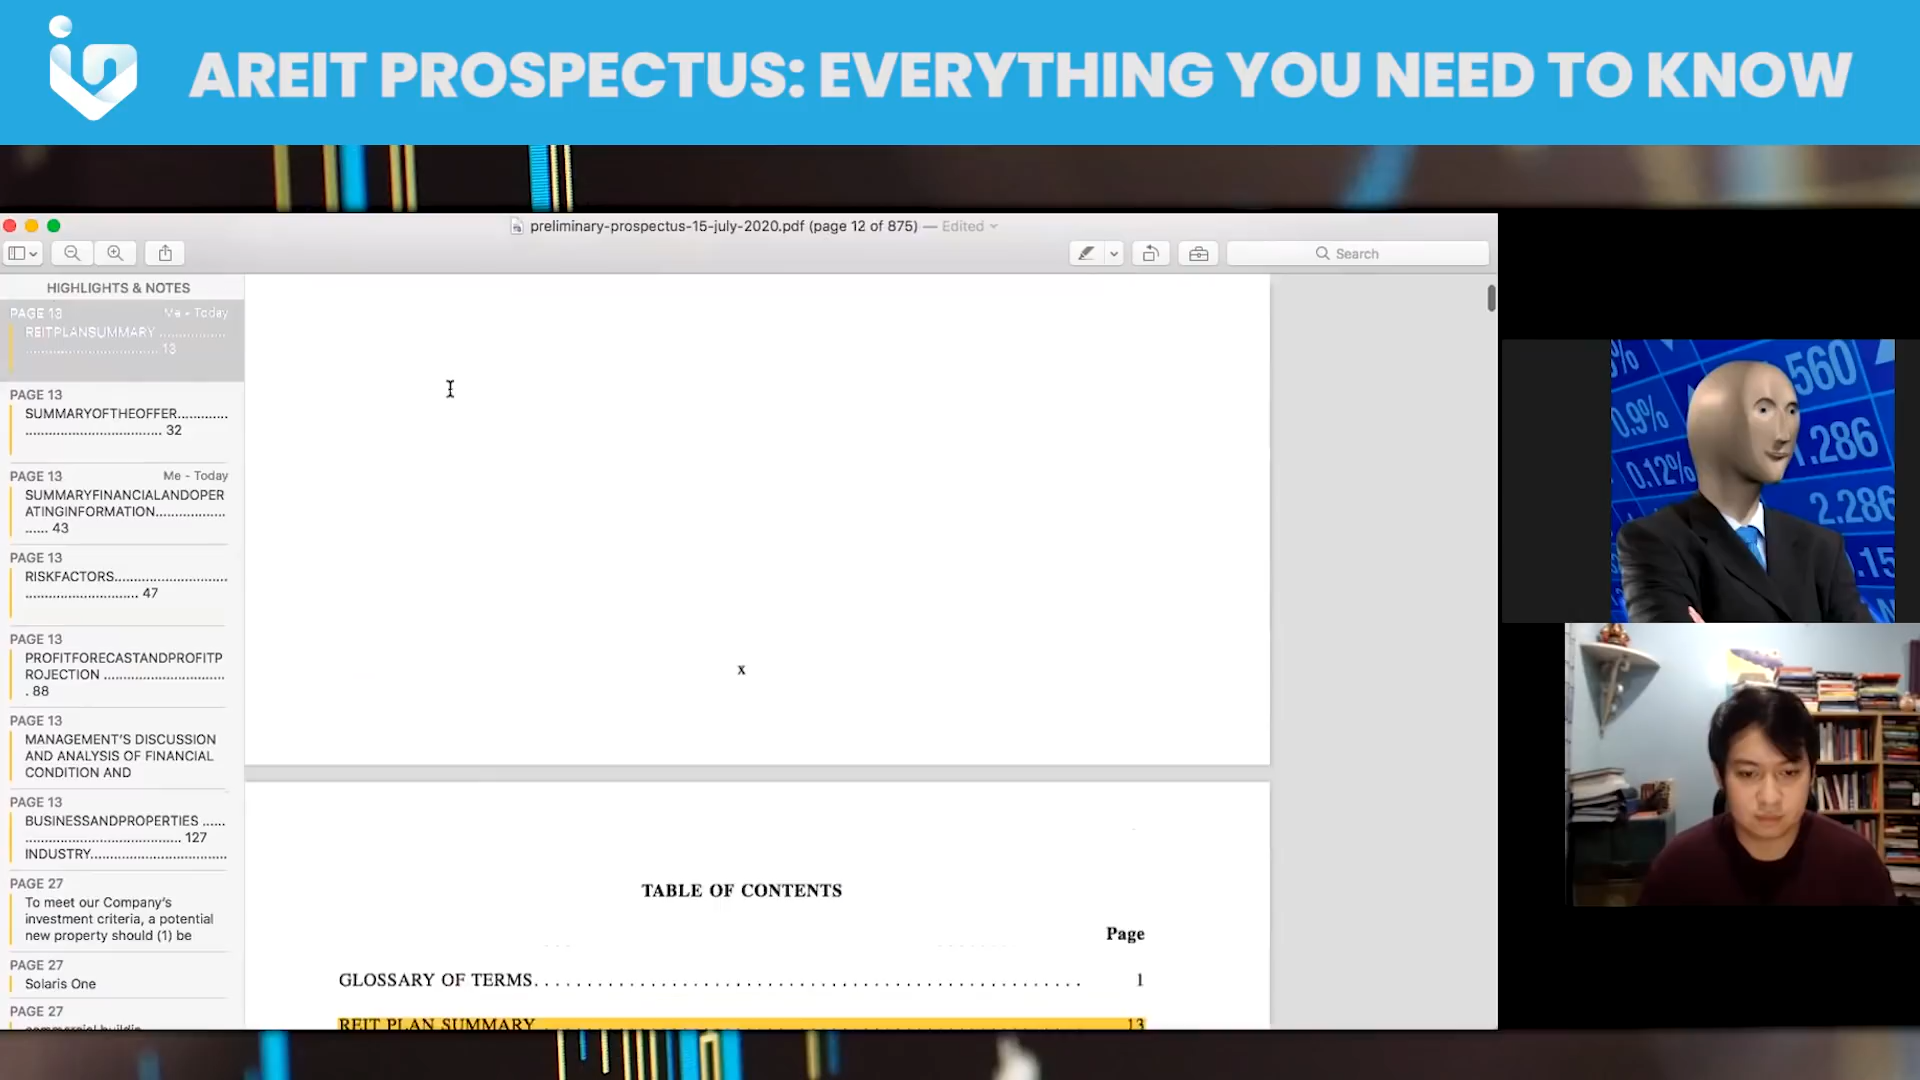 AREIT PROSPECTUS: EVERYTHING YOU NEED TO KNOW
preliminary-prospectus-15-july-2020.pdf (page 12 of 875) — Edited
Search
HIGHLIGHTS & NOTES
PAGE 13 Me - Today
REITPLANSUMMARY ..................
................................. 13
PAGE 13
SUMMARYOFTHEOFFER.............
.................................. 32
PAGE 13 Me - Today
SUMMARYFINANCIALANDOPER
ATINGINFORMATION...................
...... 43
PAGE 13
RISKFACTORS.............................
............................. 47
PAGE 13
PROFITFORECASTANDPROFITP
ROJECTION ...............................
. 88
PAGE 13
MANAGEMENT'S DISCUSSION
AND ANALYSIS OF FINANCIAL
CONDITION AND
PAGE 13
BUSINESSANDPROPERTIES ......
....................................... 127
INDUSTRY...................................
PAGE 27
To meet our Company's
investment criteria, a potential
new property should (1) be
PAGE 27
Solaris One
PAGE 27
x
TABLE OF CONTENTS
Page
GLOSSARY OF TERMS. . . . . . . . . . . . . . . . . . . . . . . . . . . . . . 1
REIT PLAN SUMMARY . . . . . . . . . . . . . . . . . . . . . . . . . . . . . . 13
560
0.9%
.286
0.12%
2.286
.15